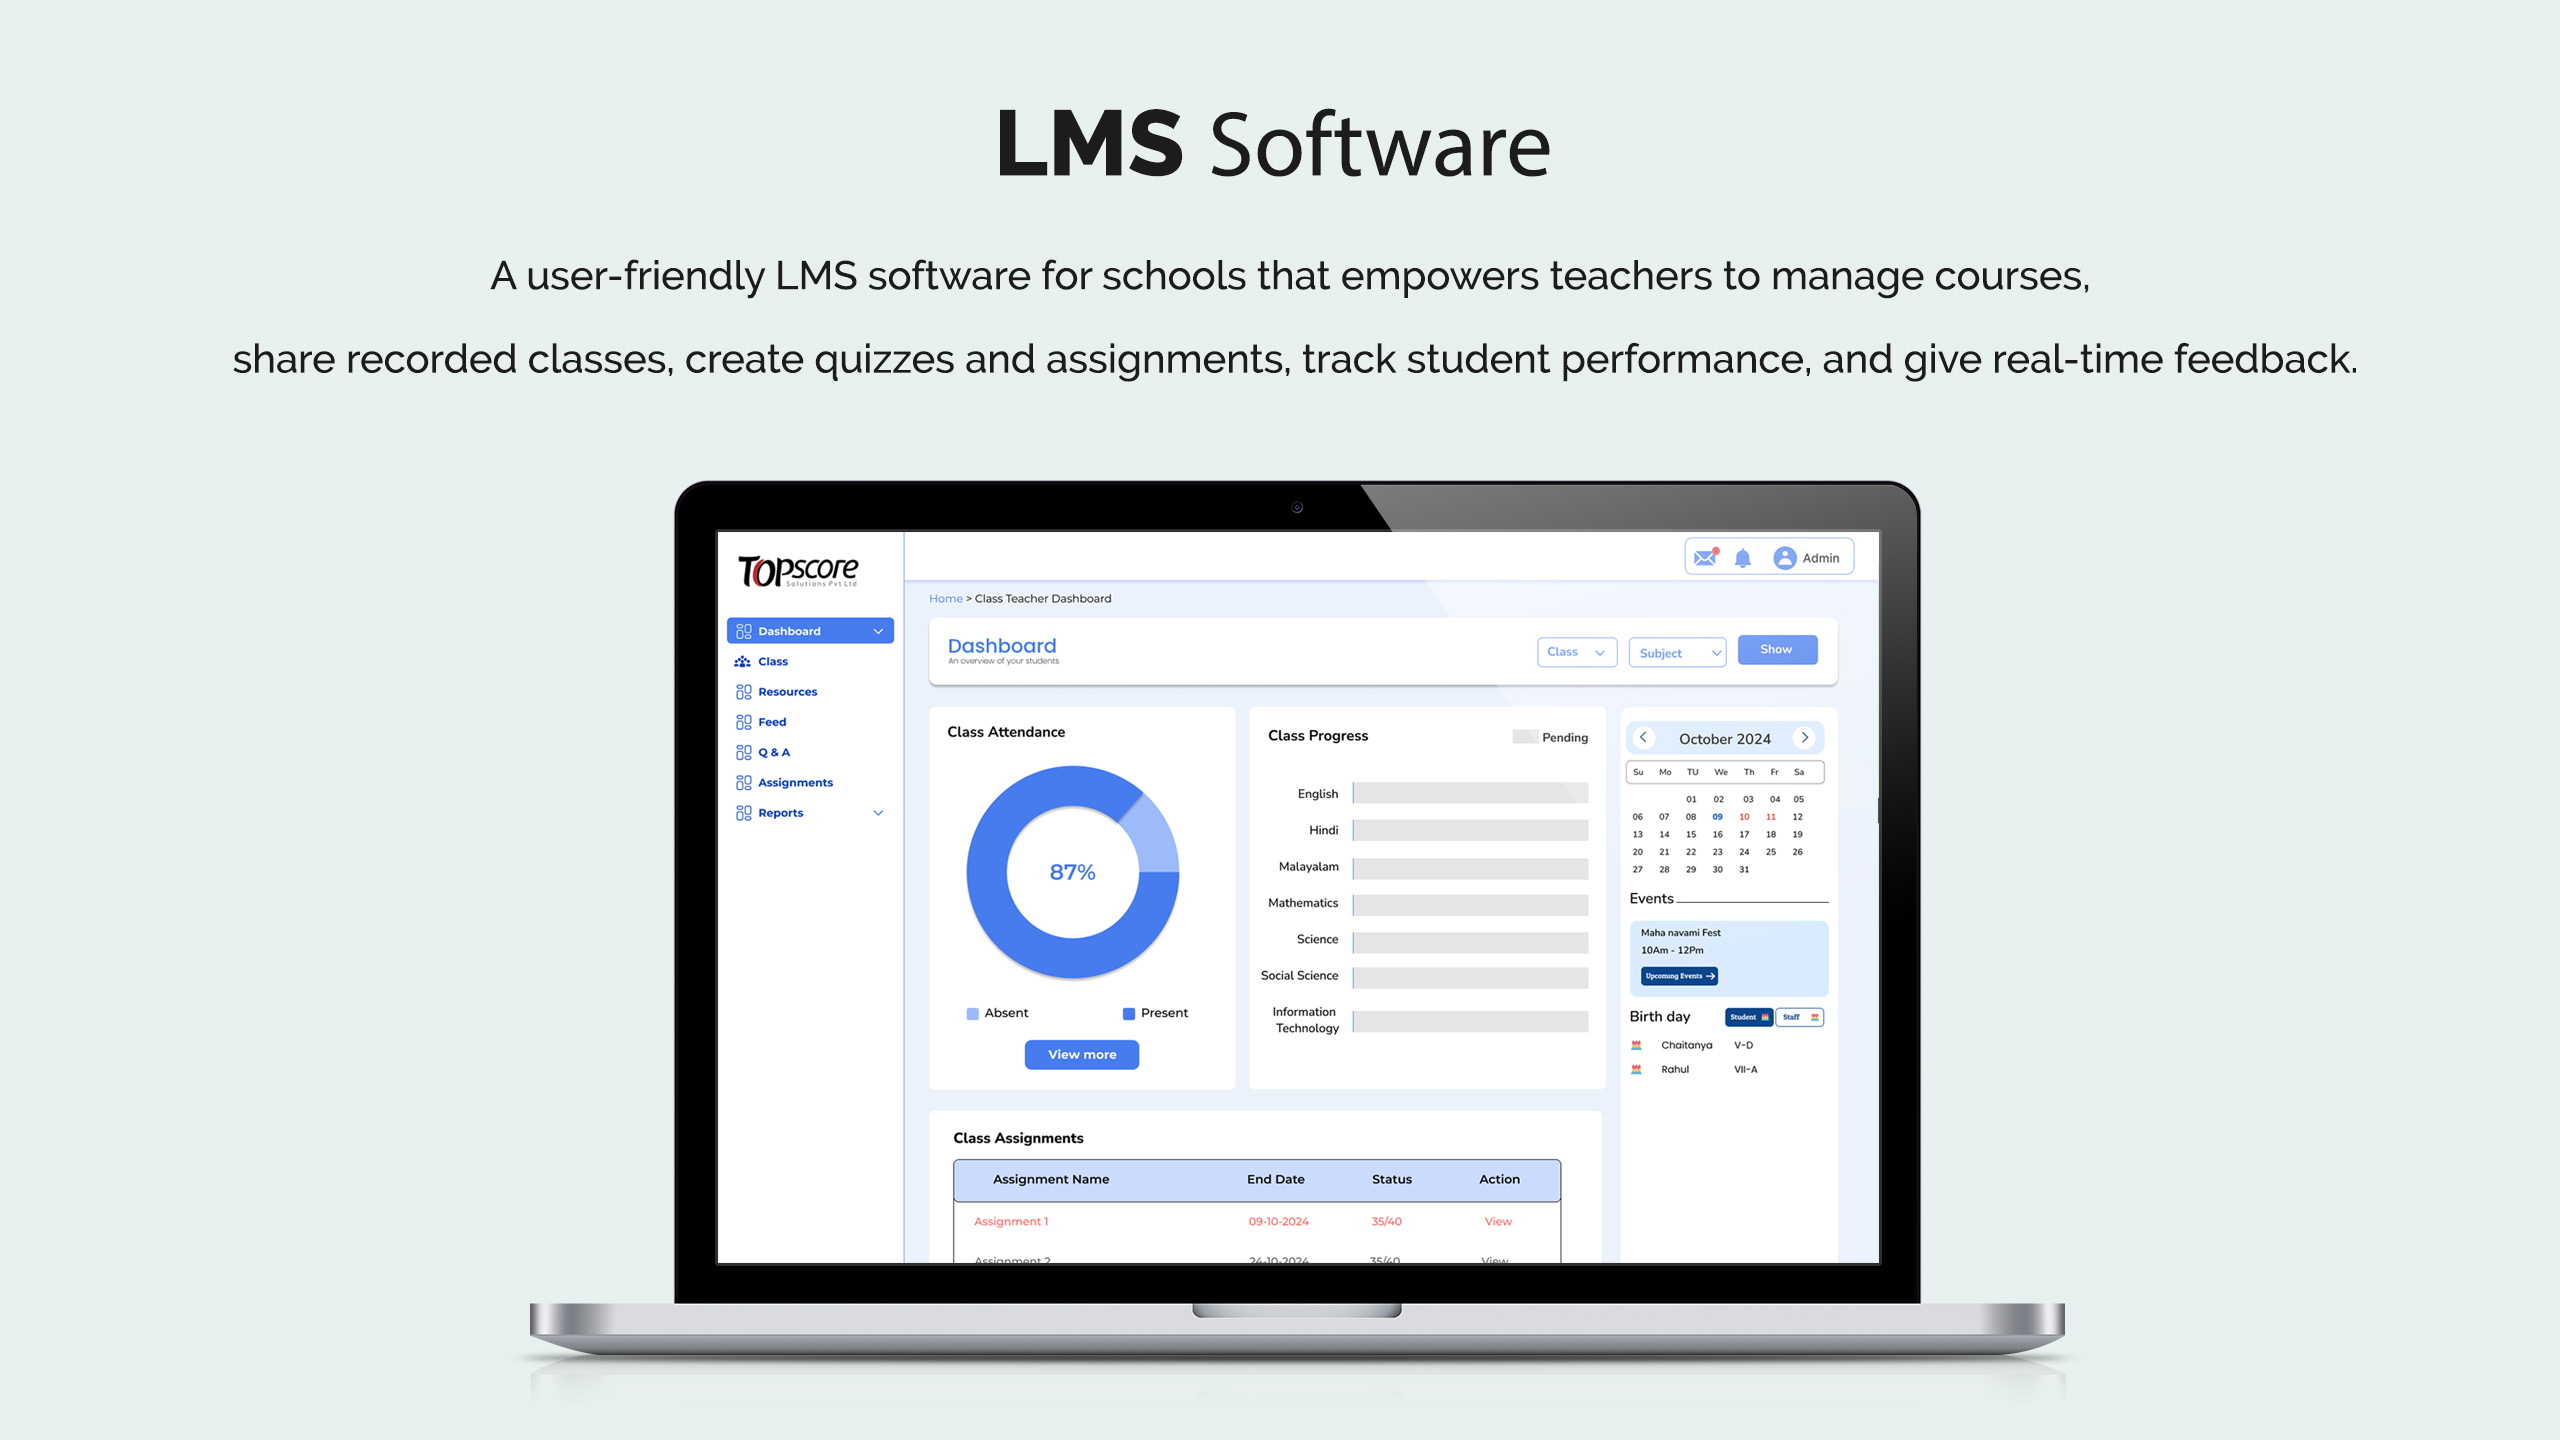 LMS Software
A user-friendly LMS software for schools that empowers teachers to manage courses,
share recorded classes, create quizzes and assignments, track student performance, and give real-time feedback.
Topscore
Solutions Pvt Ltd
Admin
Dashboard
Class
Resources
Feed
Q & A
Assignments
Reports
Home > Class Teacher Dashboard
Dashboard
An overview of your students
Class
Subject
Show
Class Attendance
87%
Absent
Present
View more
Class Progress
Pending
English
Hindi
Malayalam
Mathematics
Science
Social Science
Information
Technology
October 2024
Su Mo TU We Th Fr Sa
01 02 03 04 05
06 07 08 09 10 11 12
13 14 15 16 17 18 19
20 21 22 23 24 25 26
27 28 29 30 31
Events
Maha navami Fest
10Am - 12Pm
Upcoming Events
Birth day
Student
Staff
Chaitanya V-D
Rahul VII-A
Class Assignments
Assignment Name End Date Status Action
Assignment 1 09-10-2024 35/40 View
Assignment 2 24-10-2024 35/40 View